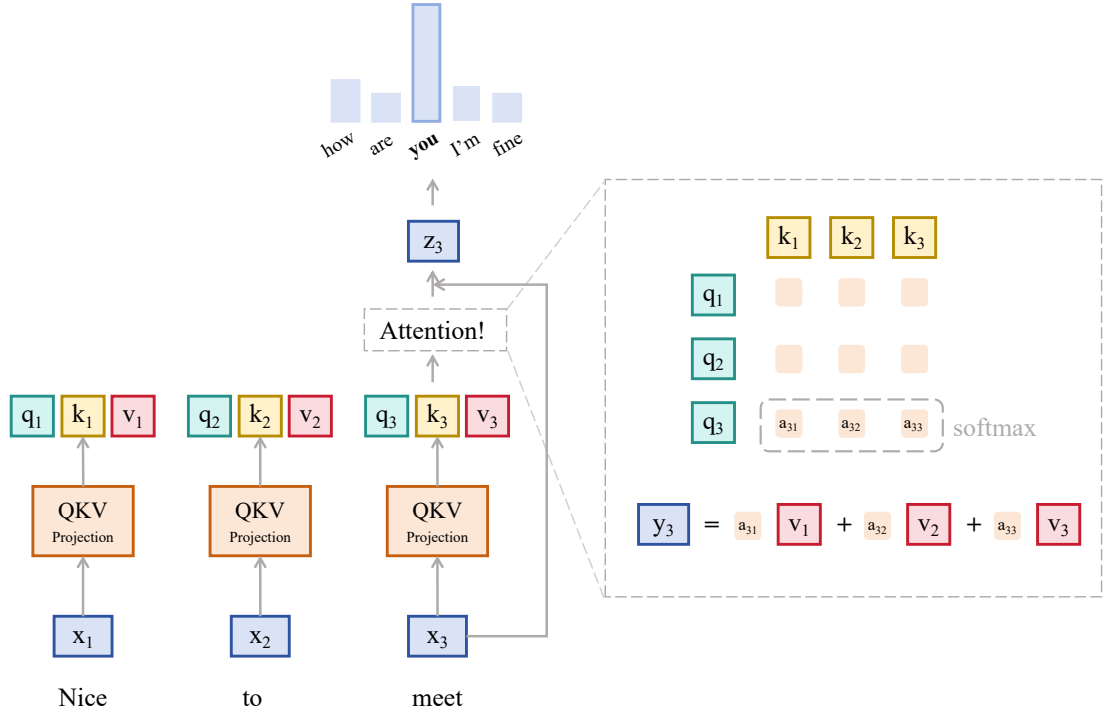 how are you I'm fine
z₃
Attention!
q₁ k₁ v₁ q₂ k₂ v₂ q₃ k₃ v₃
QKV Projection
QKV Projection
QKV Projection
x₁ x₂ x₃
Nice to meet
k₁ k₂ k₃
q₁
q₂
q₃ a₃₁ a₃₂ a₃₃ softmax
y₃ = a₃₁ v₁ + a₃₂ v₂ + a₃₃ v₃